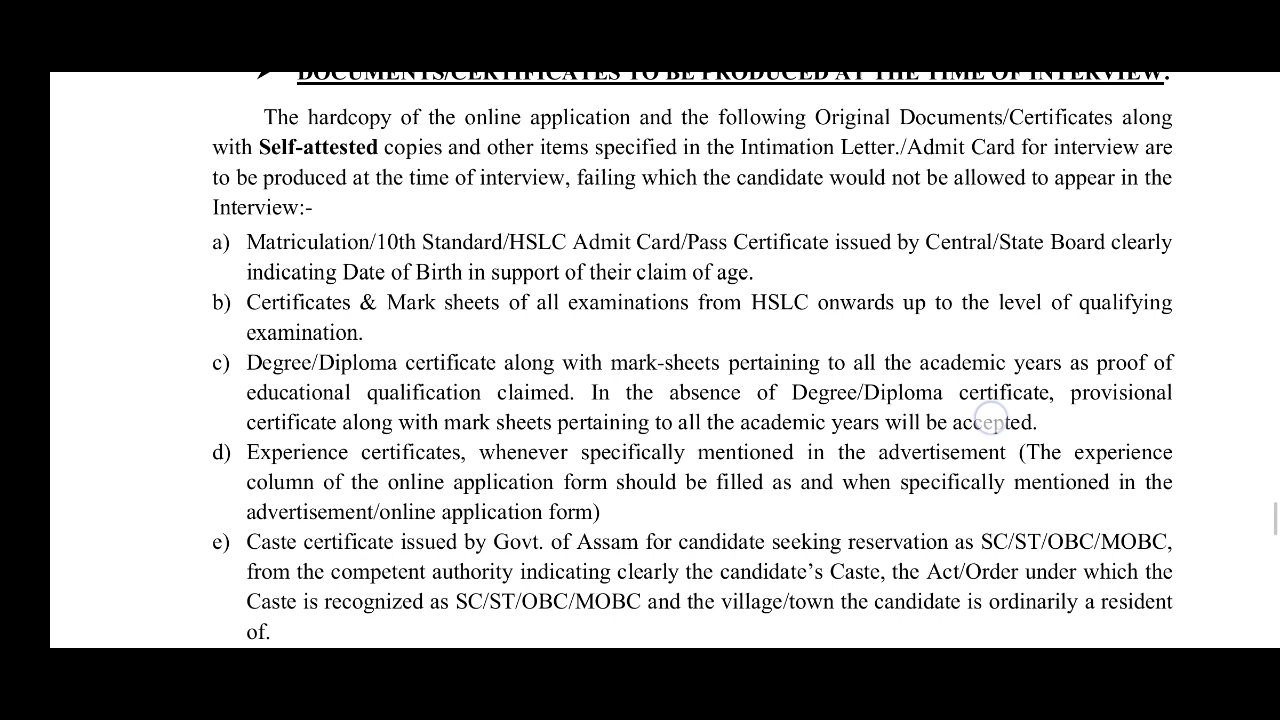 DOCUMENTS/CERTIFICATES TO BE PRODUCED AT THE TIME OF INTERVIEW.
The hardcopy of the online application and the following Original Documents/Certificates along
with Self-attested copies and other items specified in the Intimation Letter./Admit Card for interview are
to be produced at the time of interview, failing which the candidate would not be allowed to appear in the
Interview:-
a) Matriculation/10th Standard/HSLC Admit Card/Pass Certificate issued by Central/State Board clearly
indicating Date of Birth in support of their claim of age.
b) Certificates & Mark sheets of all examinations from HSLC onwards up to the level of qualifying
examination.
c) Degree/Diploma certificate along with mark-sheets pertaining to all the academic years as proof of
educational qualification claimed. In the absence of Degree/Diploma certificate, provisional
certificate along with mark sheets pertaining to all the academic years will be accepted.
d) Experience certificates, whenever specifically mentioned in the advertisement (The experience
column of the online application form should be filled as and when specifically mentioned in the
advertisement/online application form)
e) Caste certificate issued by Govt. of Assam for candidate seeking reservation as SC/ST/OBC/MOBC,
from the competent authority indicating clearly the candidate’s Caste, the Act/Order under which the
Caste is recognized as SC/ST/OBC/MOBC and the village/town the candidate is ordinarily a resident
of.